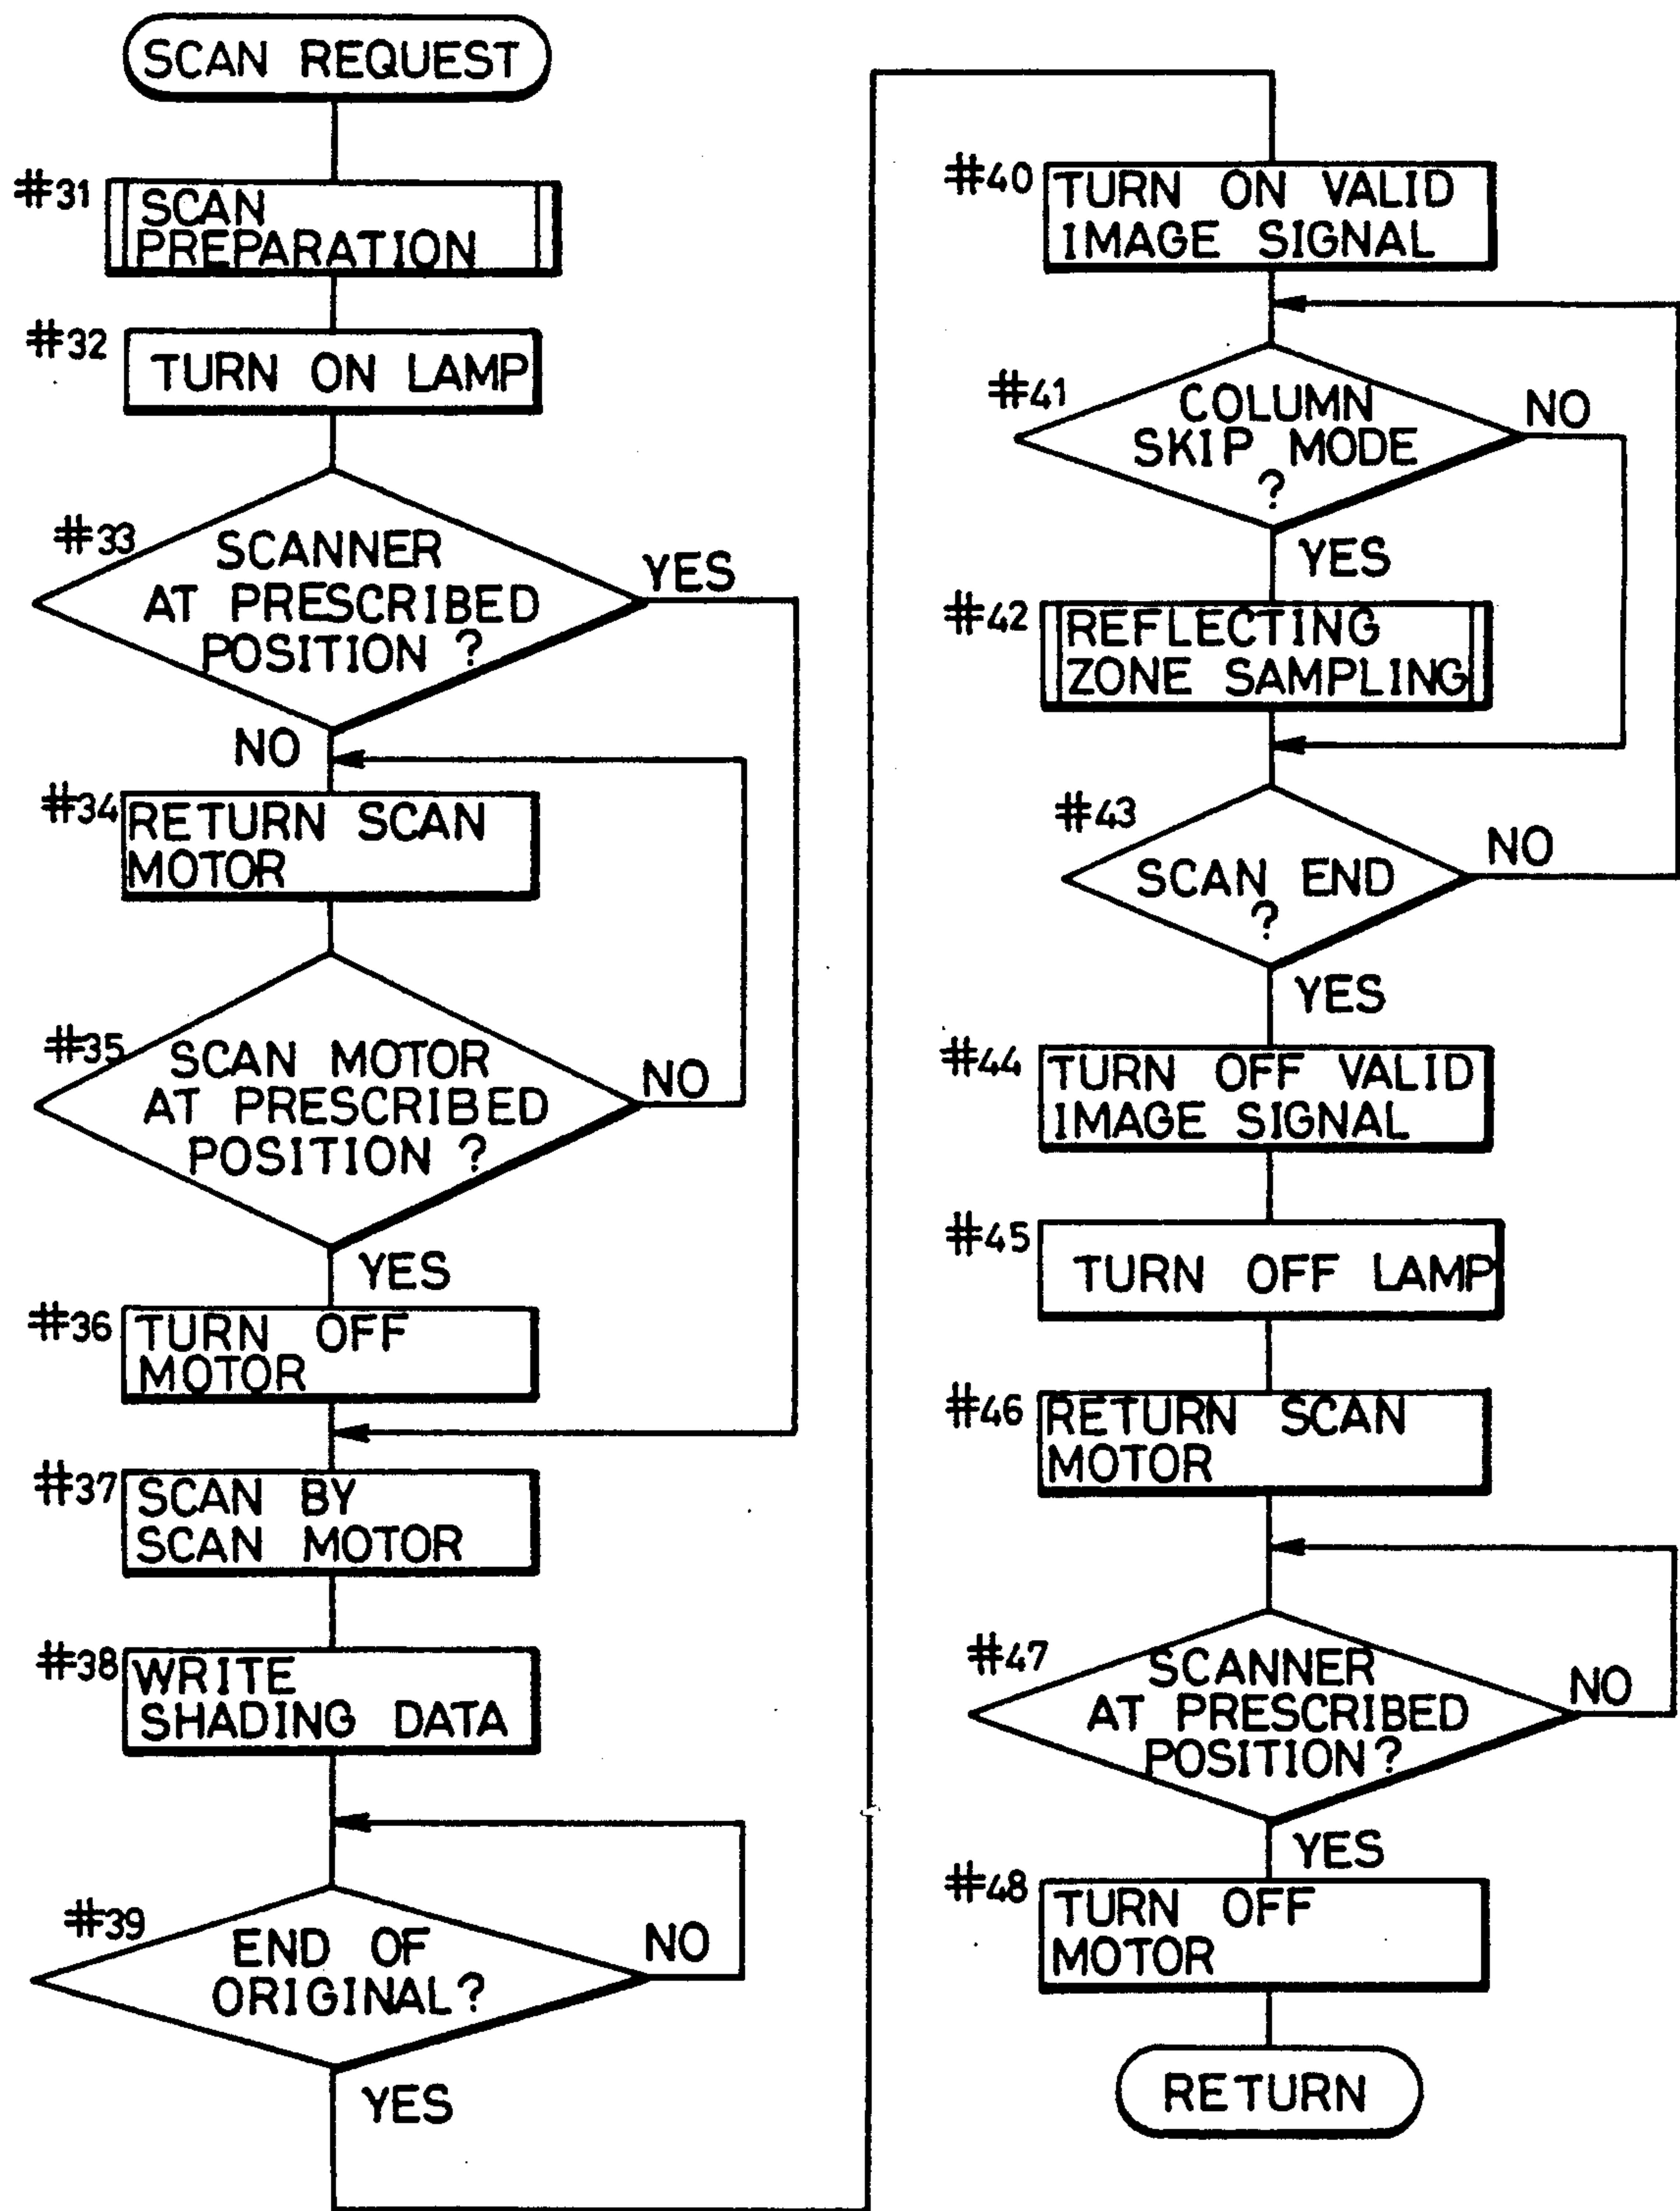 SCAN REQUEST
#31
SCAN
PREPARATION
#32
TURN ON LAMP
#33
SCANNER
AT PRESCRIBED
POSITION ?
YES
NO
#34
RETURN SCAN
MOTOR
#35
SCAN MOTOR
AT PRESCRIBED
POSITION ?
NO
YES
#36
TURN OFF
MOTOR
#37
SCAN BY
SCAN MOTOR
#38
WRITE
SHADING DATA
#39
END OF
ORIGINAL?
NO
YES
#40
TURN ON VALID
IMAGE SIGNAL
#41
COLUMN
SKIP MODE
?
NO
YES
#42
REFLECTING
ZONE SAMPLING
#43
SCAN END
?
NO
YES
#44
TURN OFF VALID
IMAGE SIGNAL
#45
TURN OFF LAMP
#46
RETURN SCAN
MOTOR
#47
SCANNER
AT PRESCRIBED
POSITION?
NO
YES
#48
TURN OFF
MOTOR
RETURN